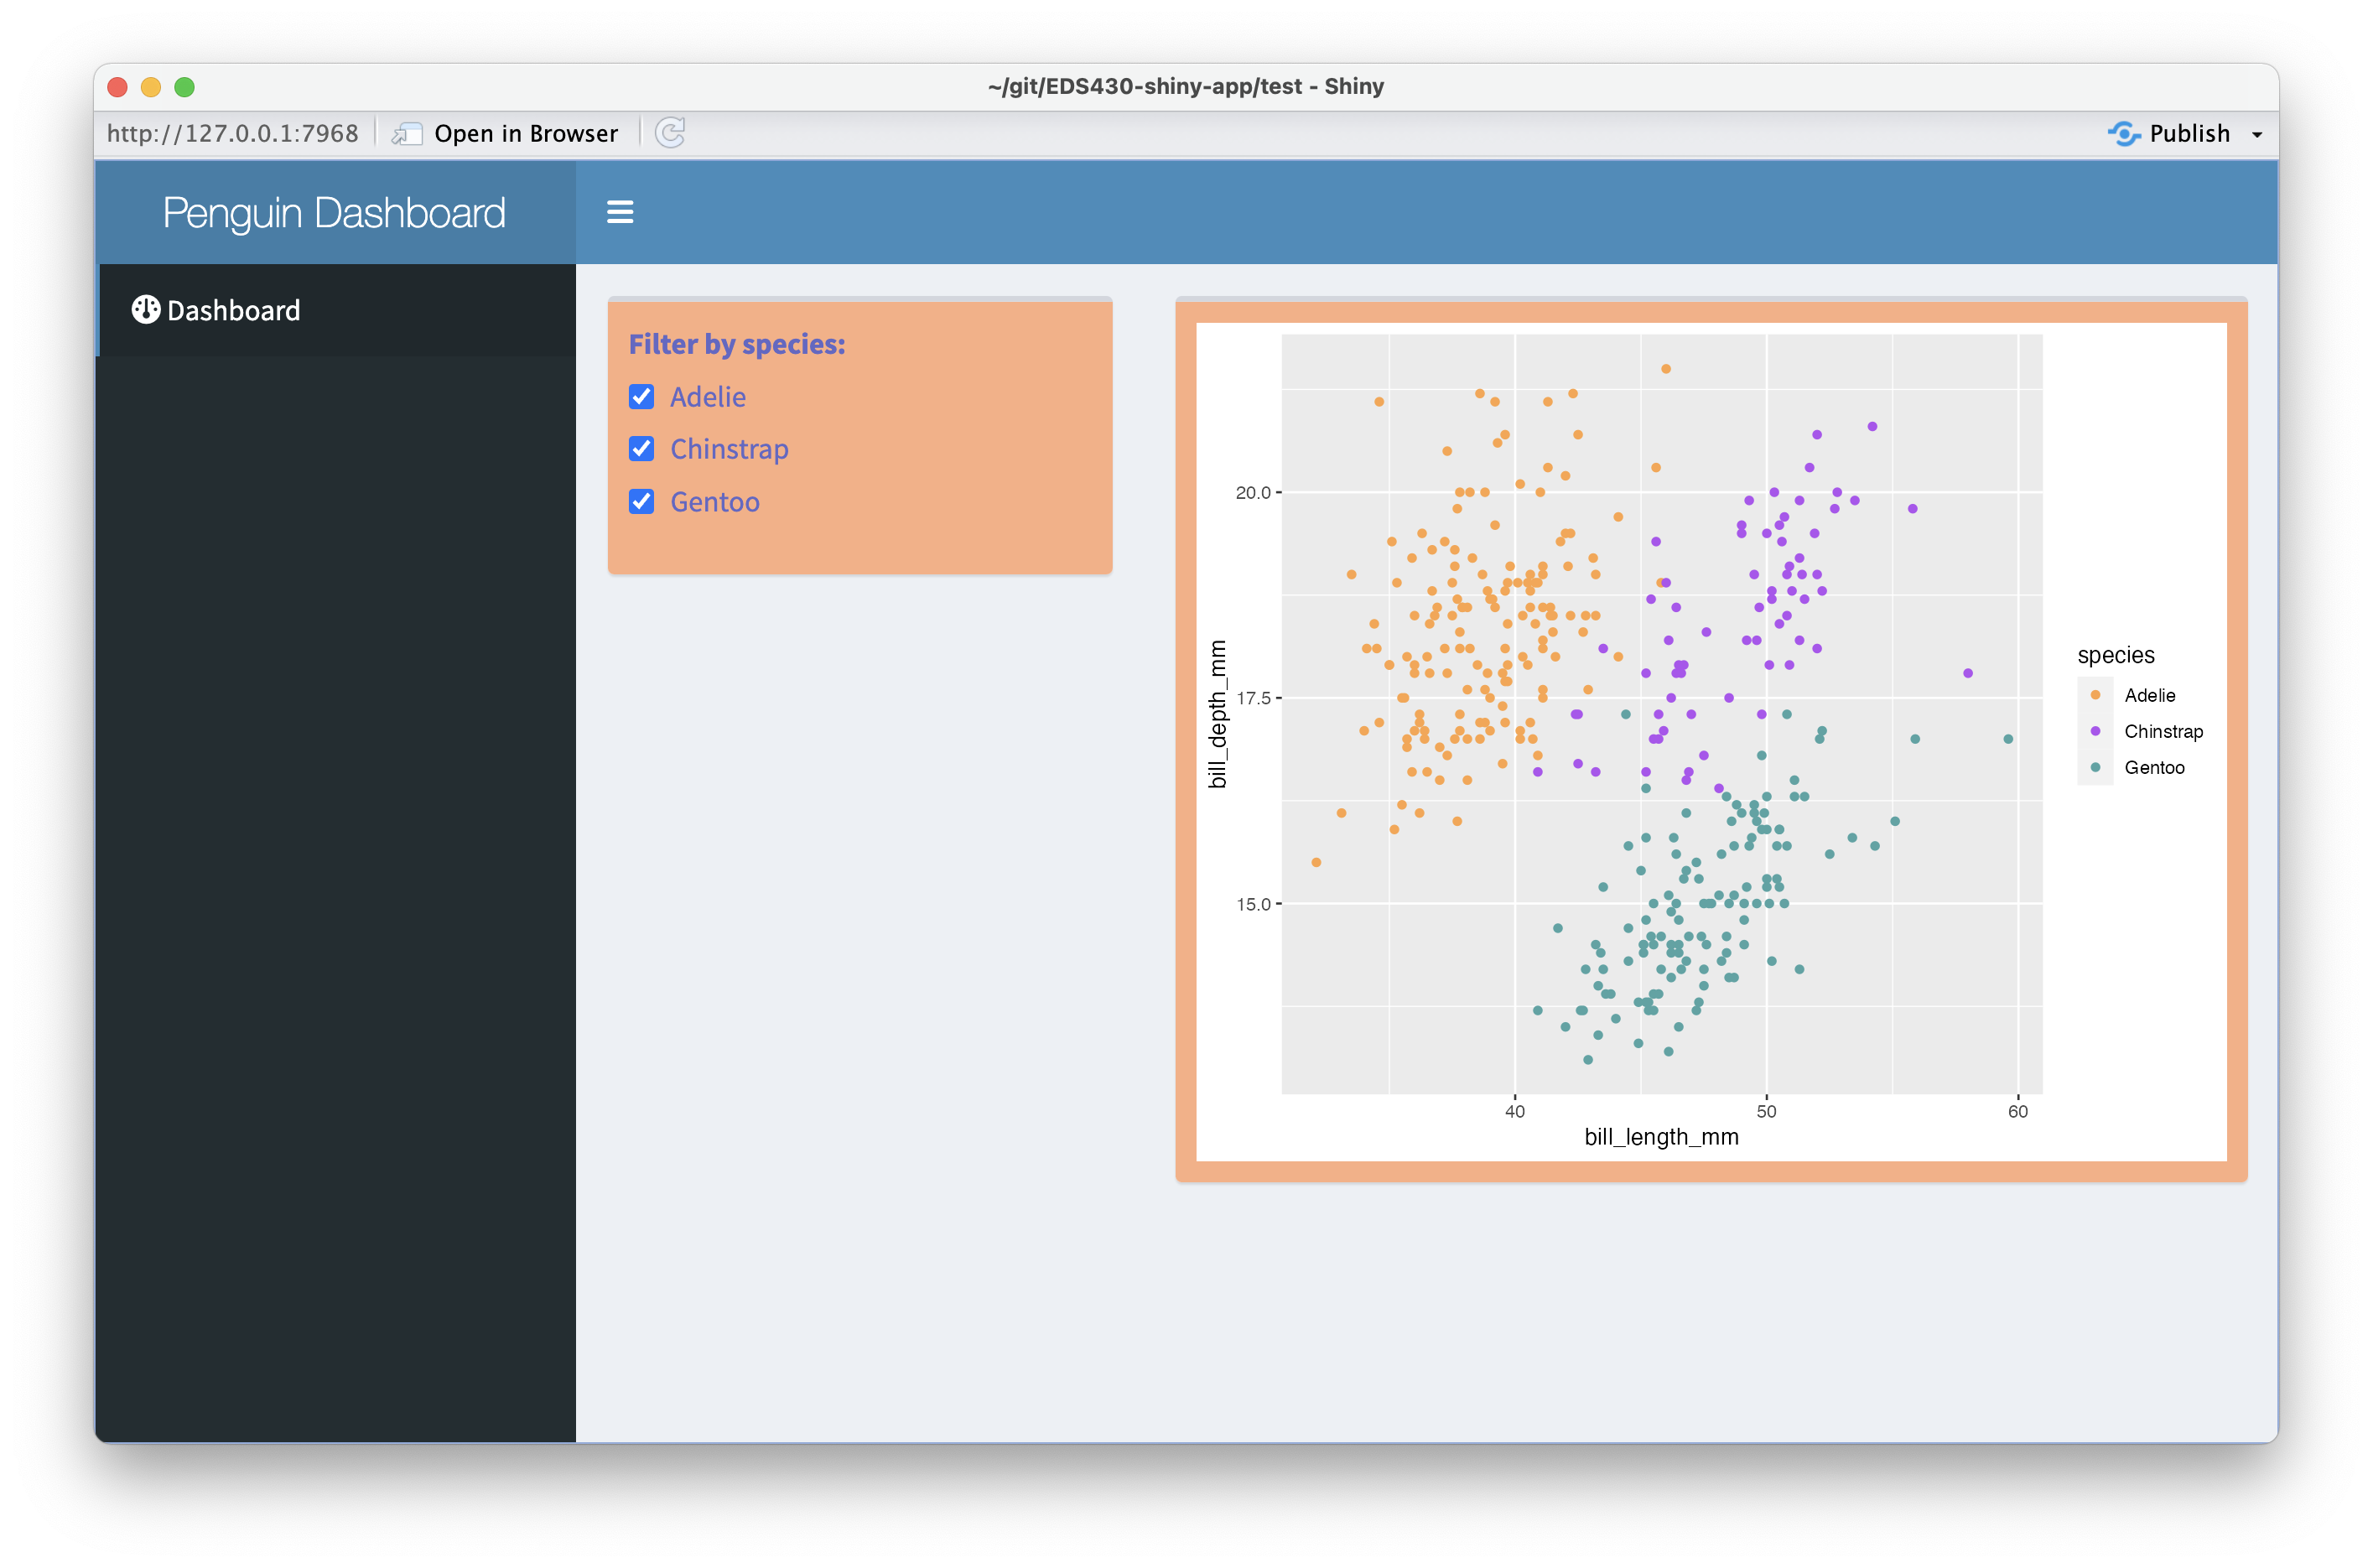 ~/git/EDS430-shiny-app/test - Shiny
http://127.0.0.1:7968 Open in Browser Publish
Penguin Dashboard
Dashboard
Filter by species:
Adelie
Chinstrap
Gentoo
bill_depth_mm
20.0
17.5
15.0
40 50 60
bill_length_mm
species
Adelie
Chinstrap
Gentoo